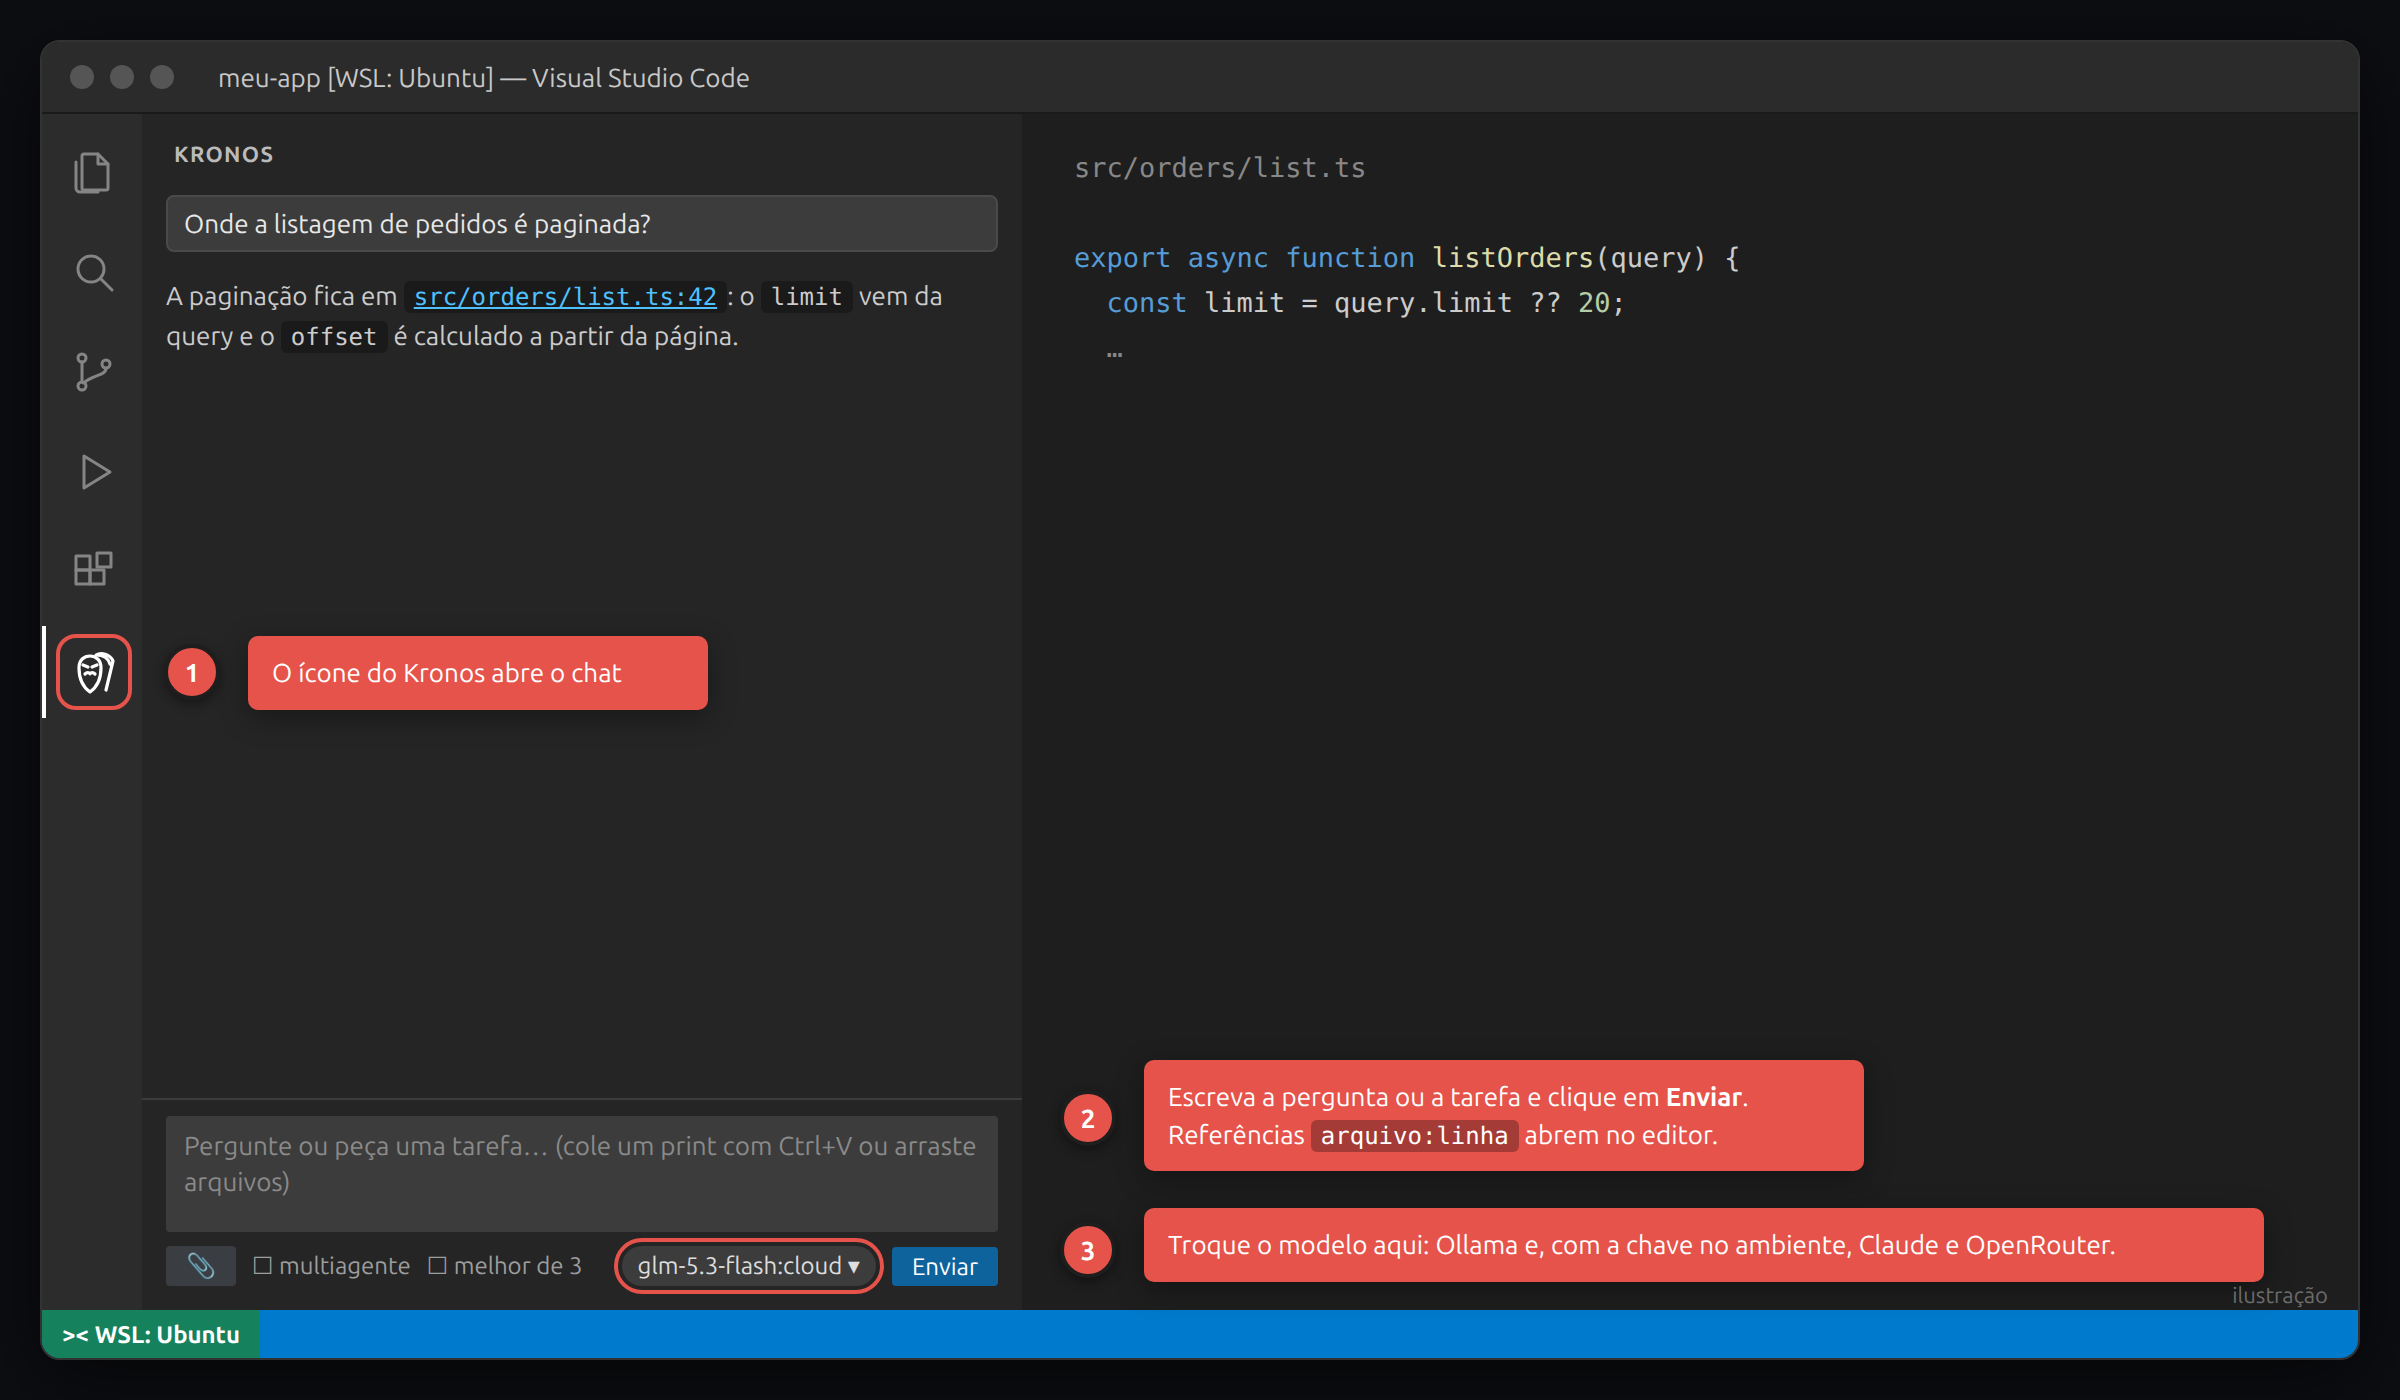 meu-app [WSL: Ubuntu] — Visual Studio Code
KRONOS
Onde a listagem de pedidos é paginada?
A paginação fica em src/orders/list.ts:42: o limit vem da
query e o offset é calculado a partir da página.
src/orders/list.ts
export async function listOrders(query) {
const limit = query.limit ?? 20;
…
1
O ícone do Kronos abre o chat
2
Escreva a pergunta ou a tarefa e clique em Enviar.
Referências arquivo:linha abrem no editor.
Pergunte ou peça uma tarefa… (cole um print com Ctrl+V ou arraste
arquivos)
multiagente melhor de 3 glm-5.3-flash:cloud ▾ Enviar
3
Troque o modelo aqui: Ollama e, com a chave no ambiente, Claude e OpenRouter.
ilustração
>< WSL: Ubuntu